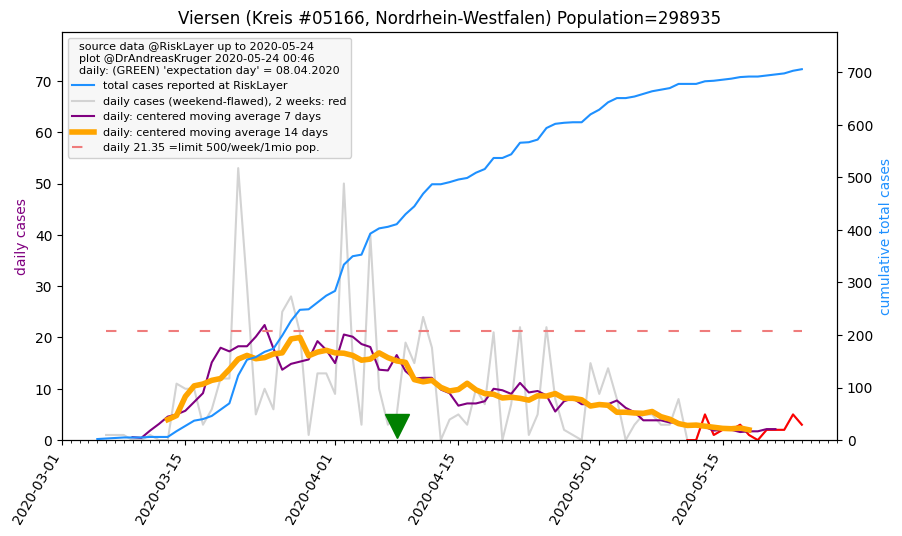 Viersen (Kreis #05166, Nordrhein-Westfalen) Population=298935
source data @RiskLayer up to 2020-05-24
plot @DrAndreasKruger 2020-05-24 00:46
daily: (GREEN) 'expectation day' = 08.04.2020
total cases reported at RiskLayer
daily cases (weekend-flawed), 2 weeks: red
daily: centered moving average 7 days
daily: centered moving average 14 days
daily 21.35 =limit 500/week/1mio pop.
daily cases
70
60
50
40
30
20
10
0
cumulative total cases
700
600
500
400
300
200
100
0
2020-03-01
2020-03-15
2020-04-01
2020-04-15
2020-05-01
2020-05-15